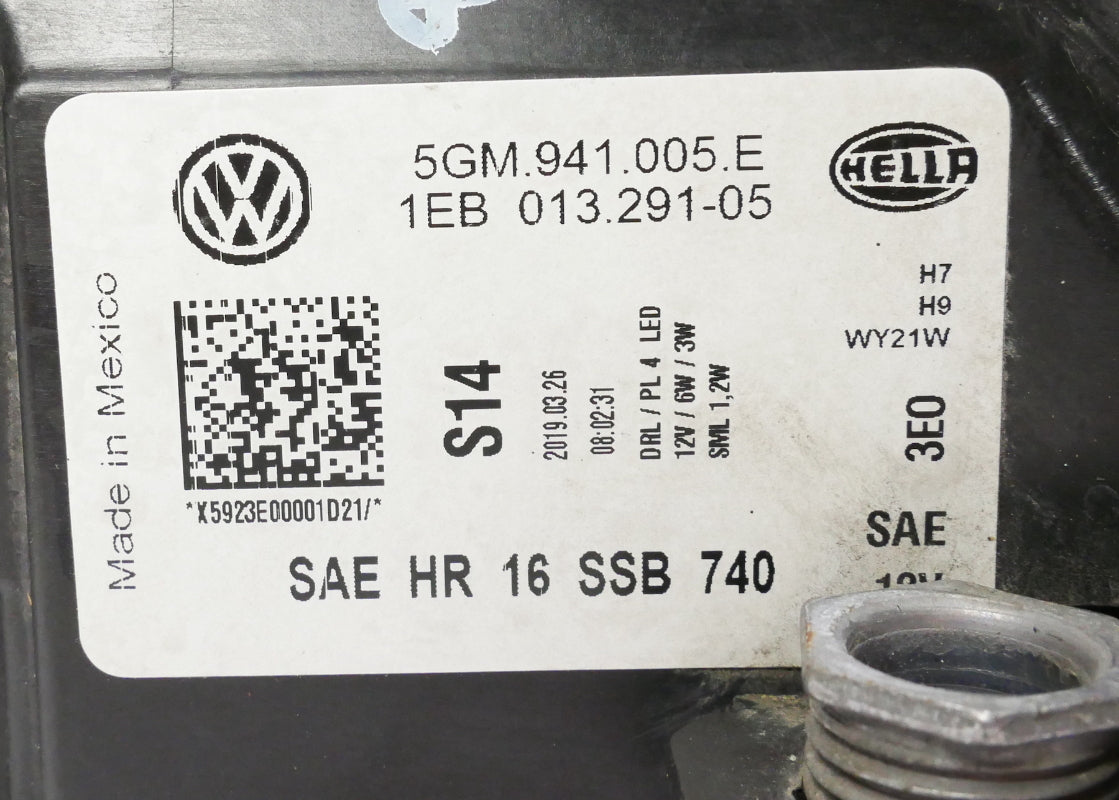 5GM.941.005.E
1EB 013.291-05
HELLA
H7
H9
WY21W
Made in Mexico
S14
2019.03.26
08:02:31
DRL / PL 4 LED
12V / 6W / 3W
SML 1,2W
3E0
*X5923E00001D21/*
SAE
SAE HR 16 SSB 740
12V